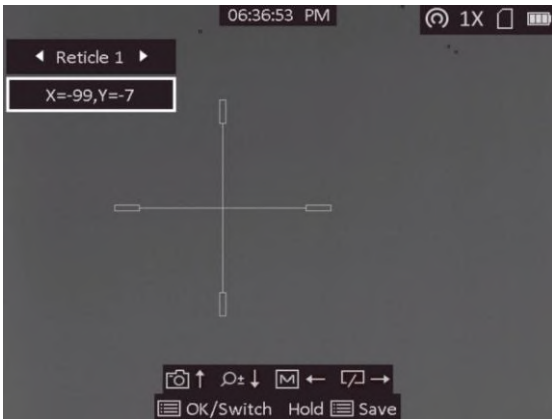 06:36:53 PM
1X
Reticle 1
X=-99,Y=-7
M
OK/Switch Hold Save